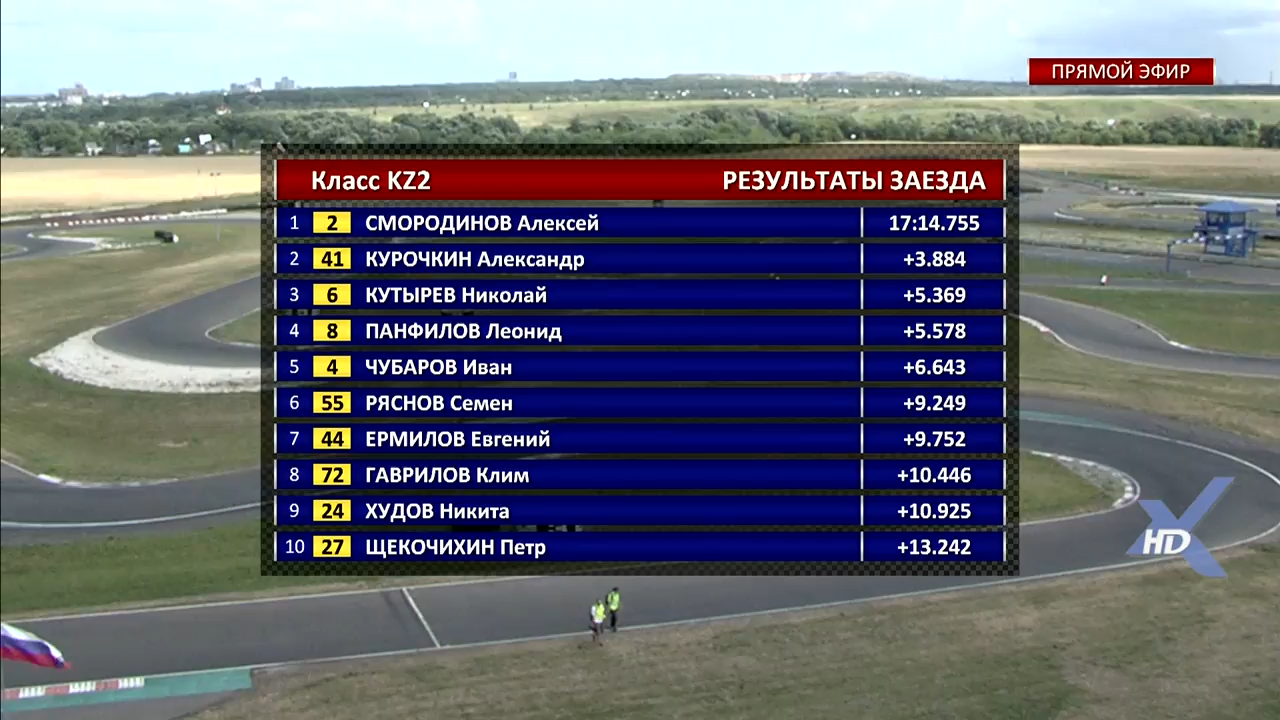 ПРЯМОЙ ЭФИР
Класс KZ2 РЕЗУЛЬТАТЫ ЗАЕЗДА
1 2 СМОРОДИНОВ Алексей 17:14.755
2 41 КУРОЧКИН Александр +3.884
3 6 КУТЫРЕВ Николай +5.369
4 8 ПАНФИЛОВ Леонид +5.578
5 4 ЧУБАРОВ Иван +6.643
6 55 РЯСНОВ Семен +9.249
7 44 ЕРМИЛОВ Евгений +9.752
8 72 ГАВРИЛОВ Клим +10.446
9 24 ХУДОВ Никита +10.925
10 27 ЩЕКОЧИХИН Петр +13.242
X HD